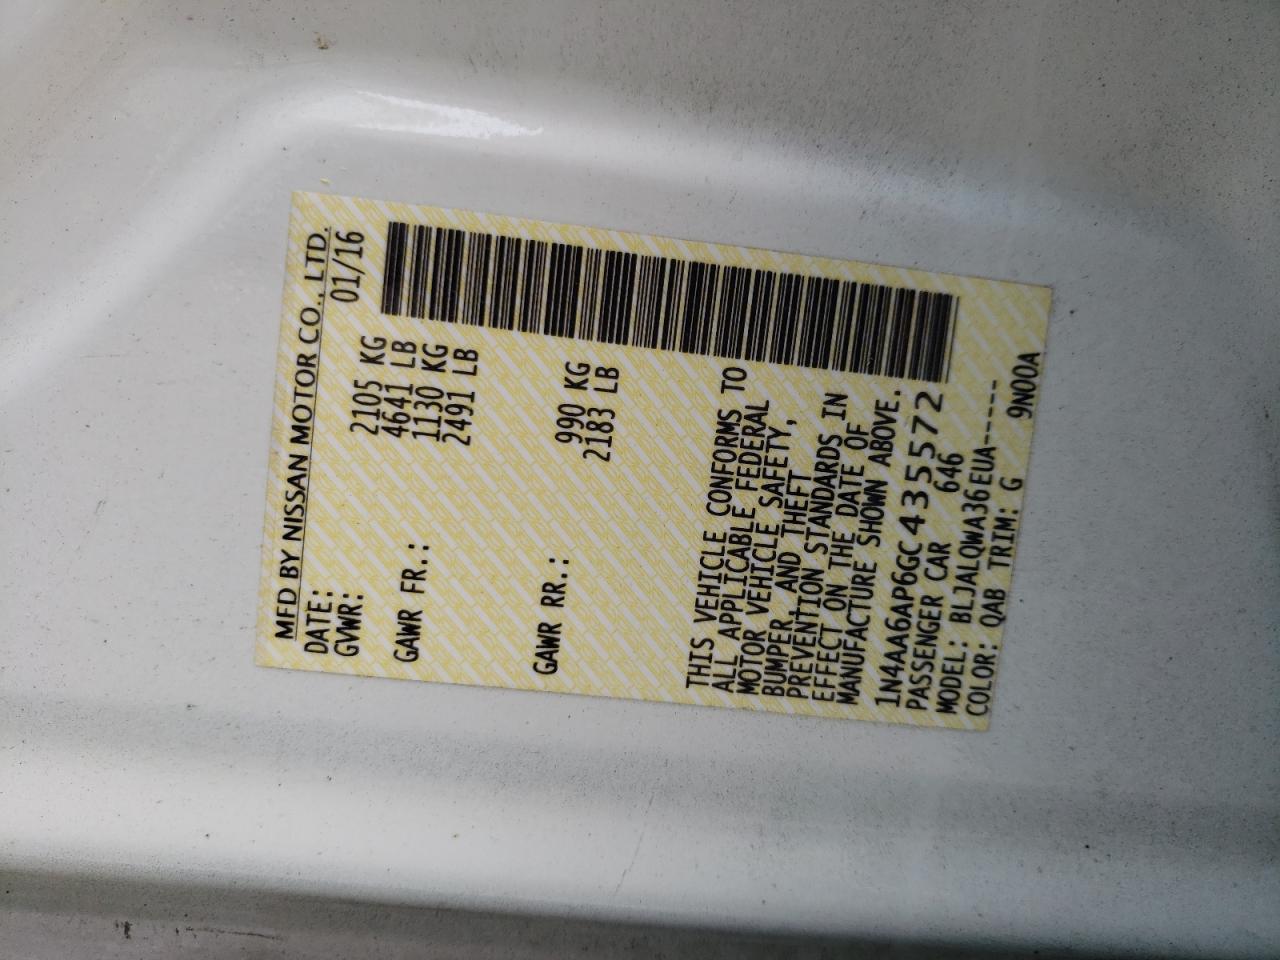 MFD BY NISSAN MOTOR CO., LTD.
DATE: 01/16
GVWR: 2105 KG
4641 LB
GAWR FR.: 1130 KG
2491 LB
GAWR RR.: 990 KG
2183 LB
THIS VEHICLE CONFORMS TO
ALL APPLICABLE FEDERAL
MOTOR VEHICLE SAFETY,
BUMPER, AND THEFT
PREVENTION STANDARDS IN
EFFECT ON THE DATE OF
MANUFACTURE SHOWN ABOVE.
1N4AA6AP6GC435572
PASSENGER CAR 646
MODEL: BLJALQWA36EUA-----
COLOR: QAB TRIM: G 9N00A